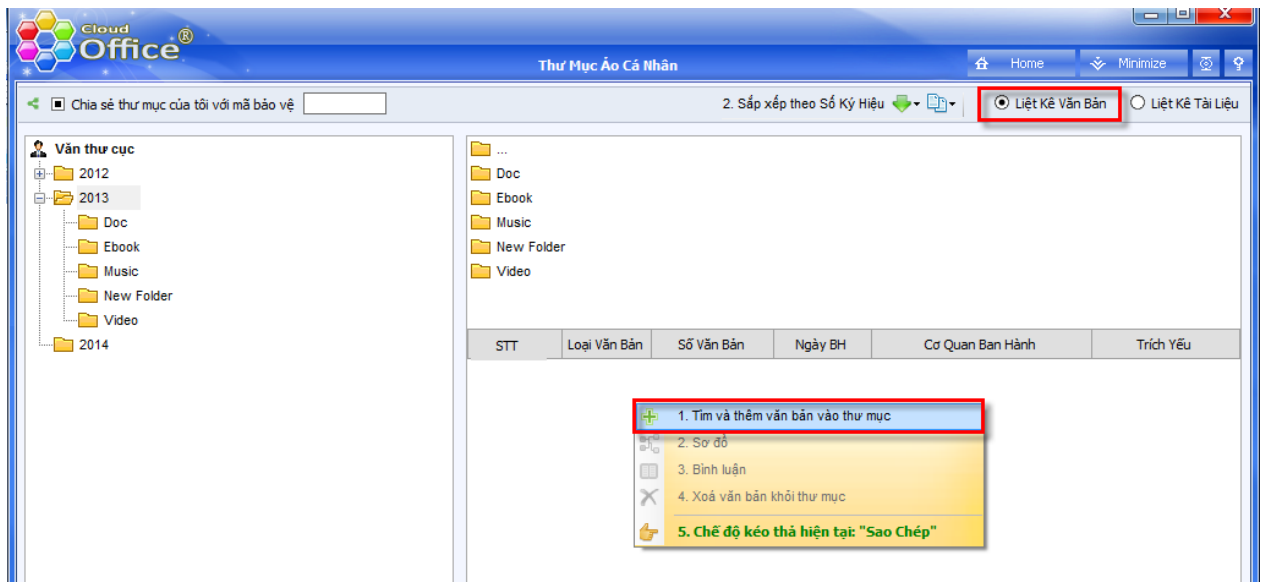 Cloud
Office®
Thư Mục Ảo Cá Nhân
Home
Minimize
Chia sẻ thư mục của tôi với mã bảo vệ
2. Sắp xếp theo Số Ký Hiệu
Liệt Kê Văn Bản
Liệt Kê Tài Liệu
Văn thư cục
2012
2013
Doc
Ebook
Music
New Folder
Video
2014
...
Doc
Ebook
Music
New Folder
Video
STT
Loại Văn Bản
Số Văn Bản
Ngày BH
Cơ Quan Ban Hành
Trích Yếu
1. Tìm và thêm văn bản vào thư mục
2. Sơ đồ
3. Bình luận
4. Xoá văn bản khỏi thư mục
5. Chế độ kéo thả hiện tại: "Sao Chép"